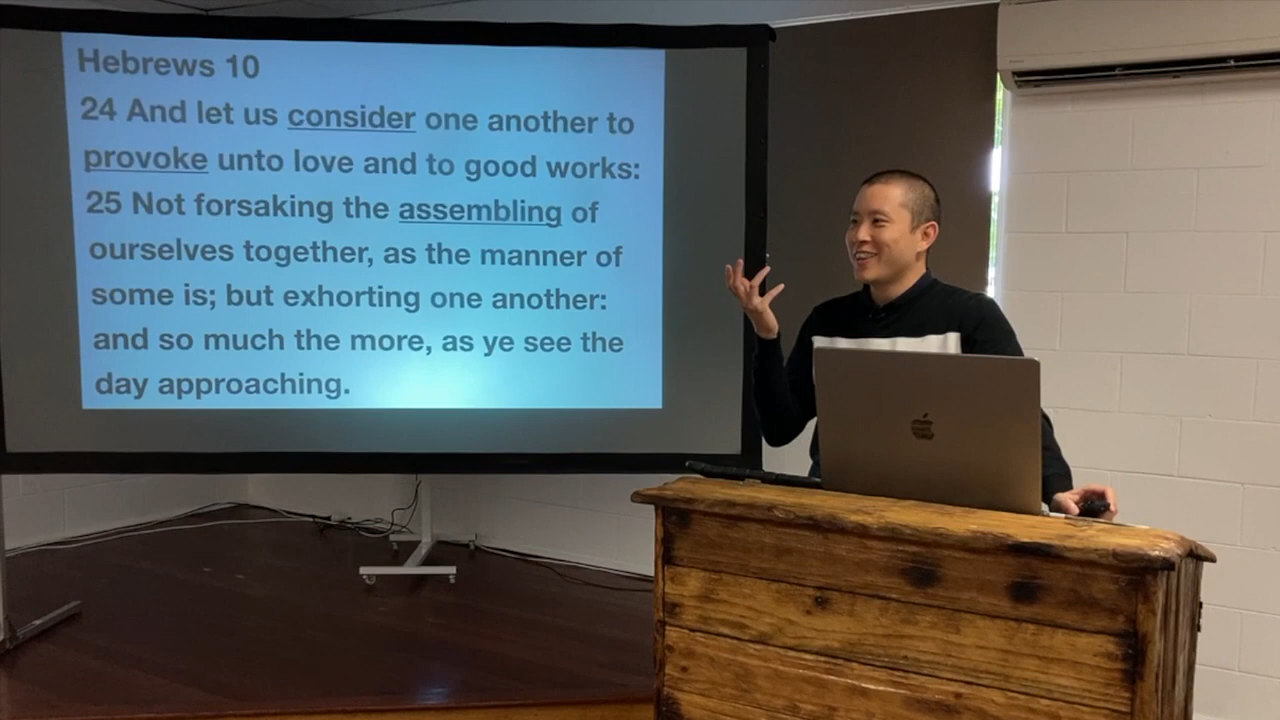 Hebrews 10
24 And let us consider one another to
provoke unto love and to good works:
25 Not forsaking the assembling of
ourselves together, as the manner of
some is; but exhorting one another:
and so much the more, as ye see the
day approaching.